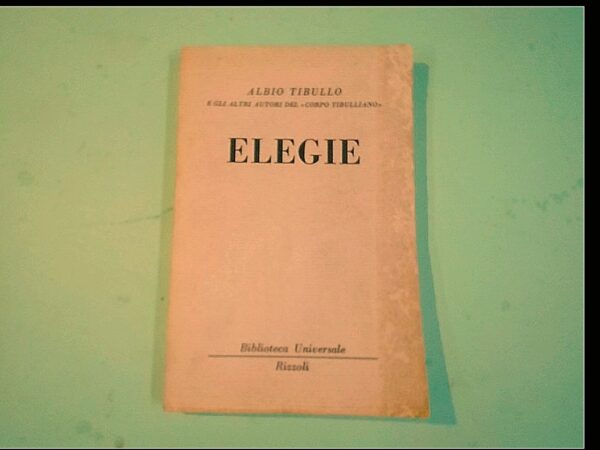 ALBIO TIBULLO
E GLI ALTRI AUTORI DEL «CORPO TIBULLIANO»
ELEGIE
Biblioteca Universale
Rizzoli